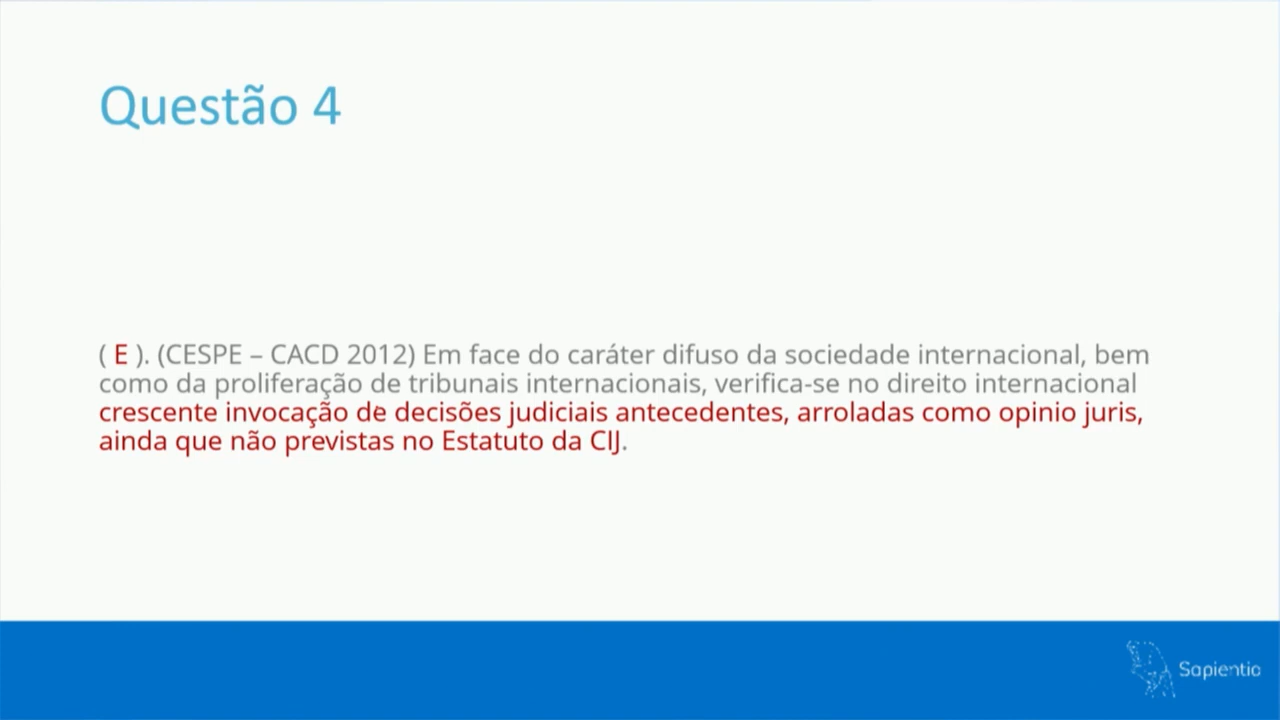 Questão 4
( E ). (CESPE – CACD 2012) Em face do caráter difuso da sociedade internacional, bem
como da proliferação de tribunais internacionais, verifica-se no direito internacional
crescente invocação de decisões judiciais antecedentes, arroladas como opinio juris,
ainda que não previstas no Estatuto da CIJ.
Sapientia